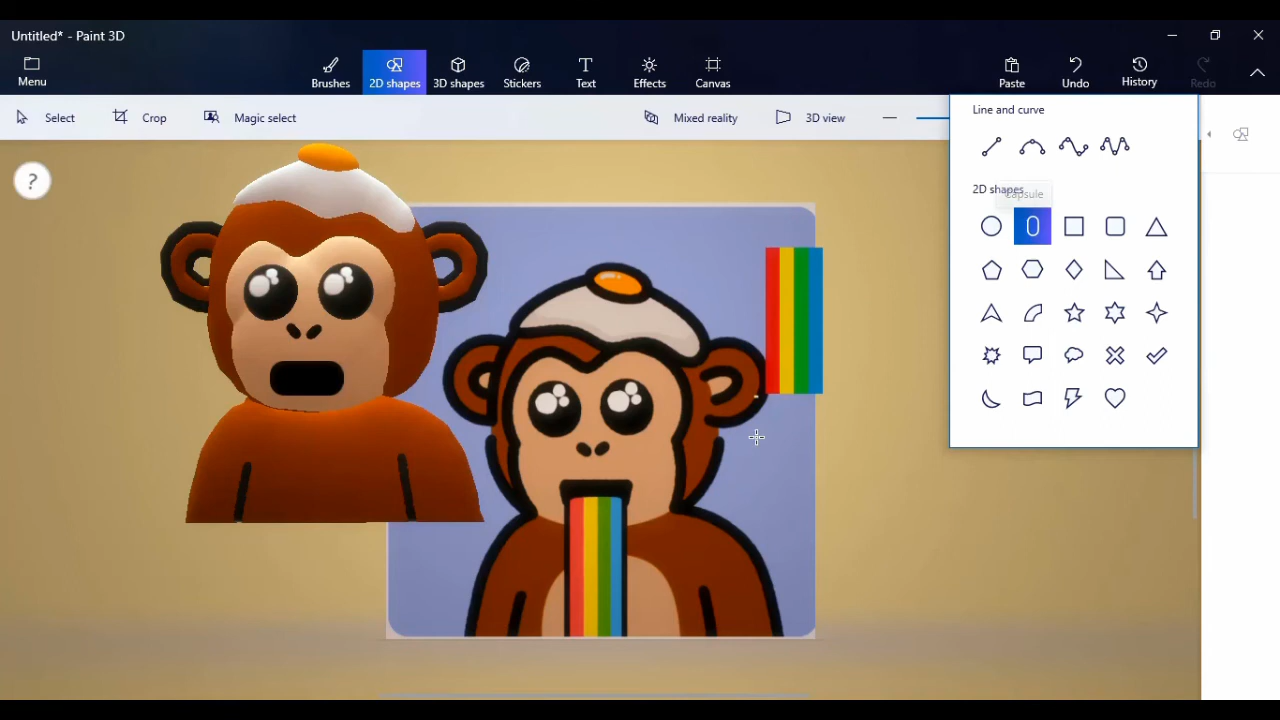 Untitled* - Paint 3D
Menu
Brushes
2D shapes
3D shapes
Stickers
Text
Effects
Canvas
Paste
Undo
History
Redo
Select
Crop
Magic select
Mixed reality
3D view
Line and curve
?
2D shapes
Capsule